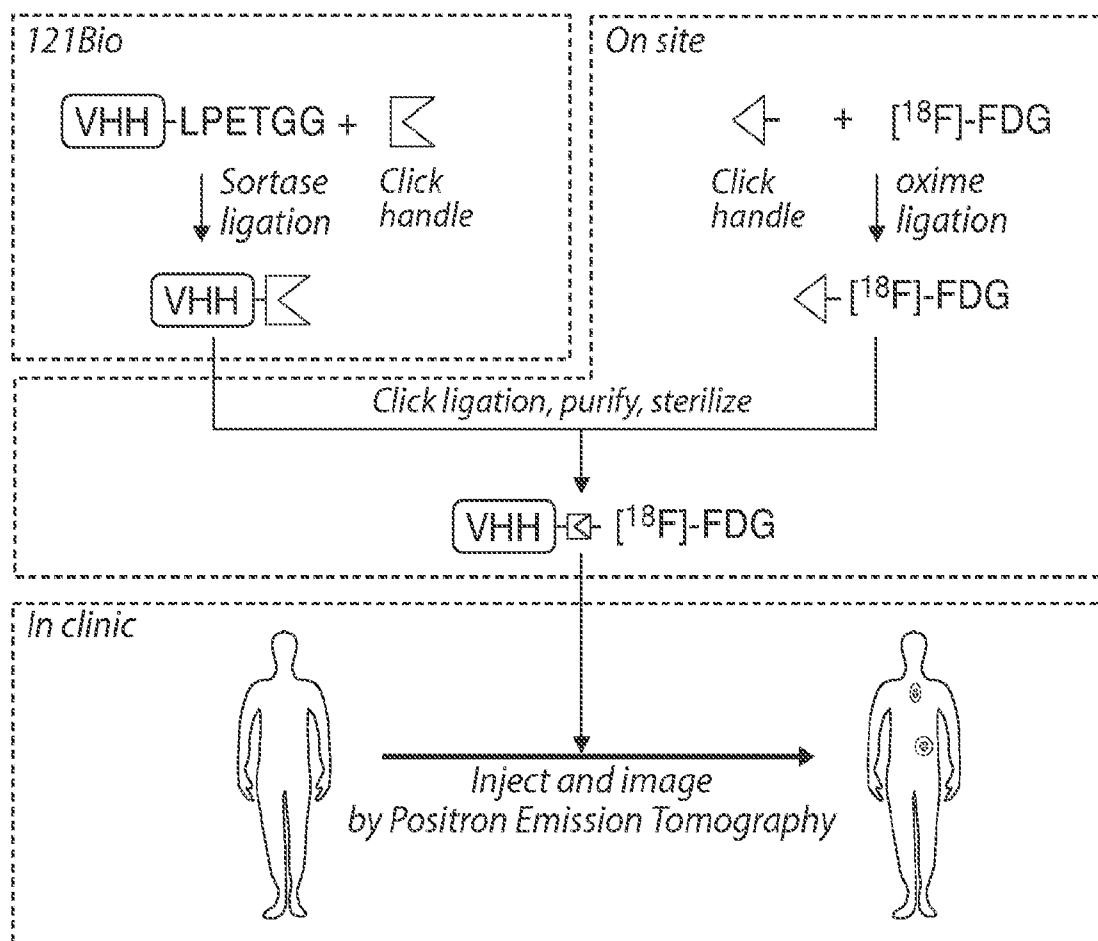 121Bio
VHH-LPETGG +
Sortase
ligation
Click
handle
VHH
On site
+ [¹⁸F]-FDG
Click
handle
oxime
ligation
[¹⁸F]-FDG
Click ligation, purify, sterilize
VHH [¹⁸F]-FDG
In clinic
Inject and image
by Positron Emission Tomography